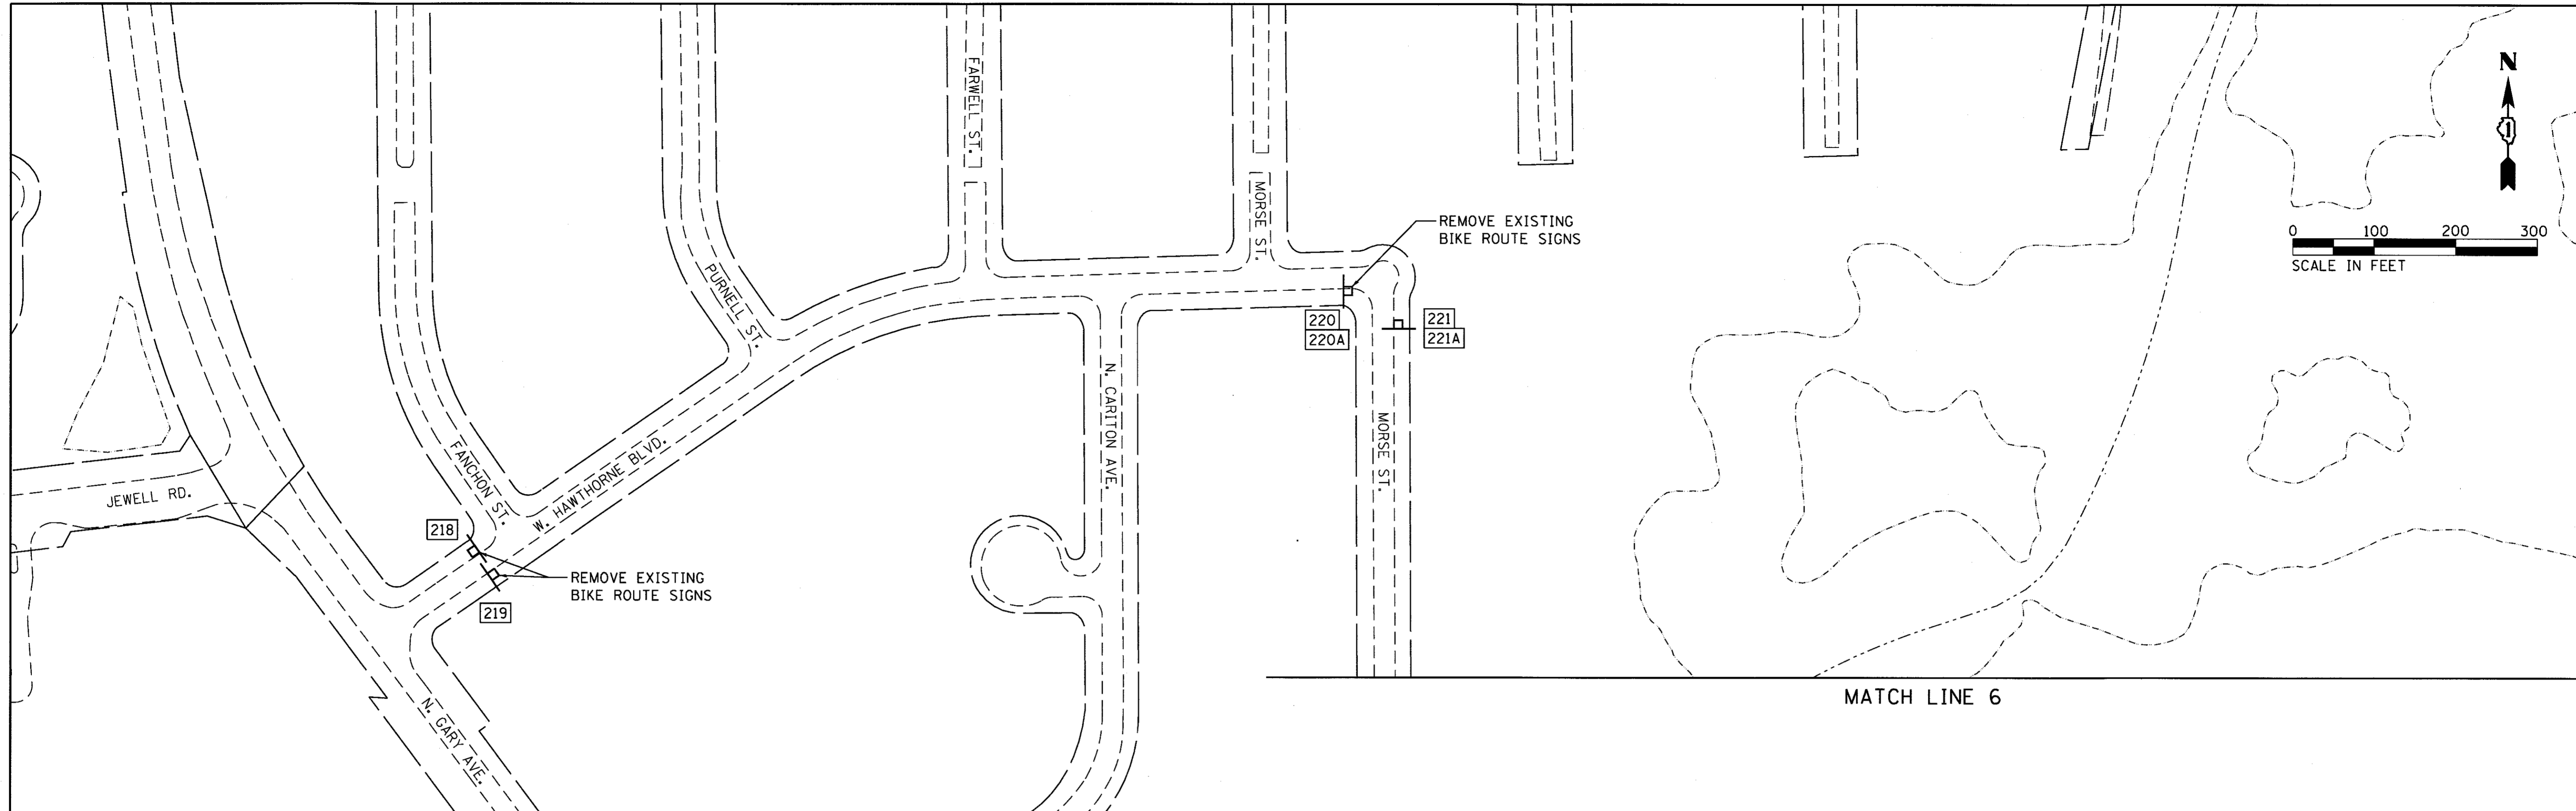 FARWELL ST.
N
1
MORSE ST.
REMOVE EXISTING
BIKE ROUTE SIGNS
0 100 200 300
SCALE IN FEET
PURNELL ST.
220
220A
221
221A
N. CARITON AVE.
MORSE ST.
FANCHON ST.
W. HAWTHORNE BLVD.
JEWELL RD.
218
REMOVE EXISTING
BIKE ROUTE SIGNS
219
N. GARY AVE.
MATCH LINE 6